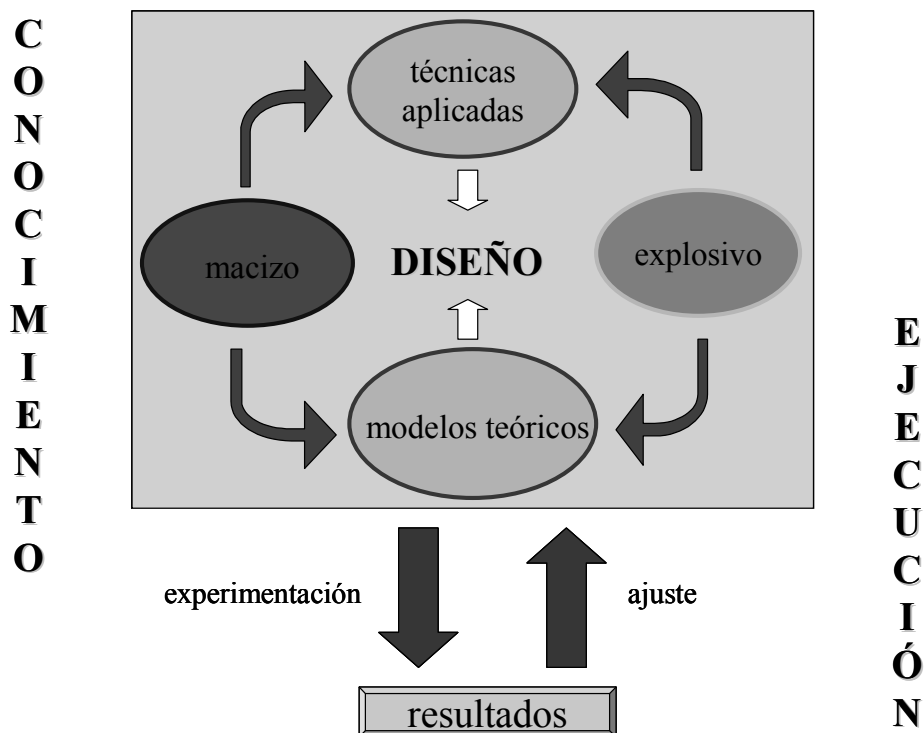 CONOCIMIENTO
técnicas
aplicadas
macizo
DISEÑO
explosivo
modelos teóricos
experimentación
ajuste
resultados
EJECUCIÓN